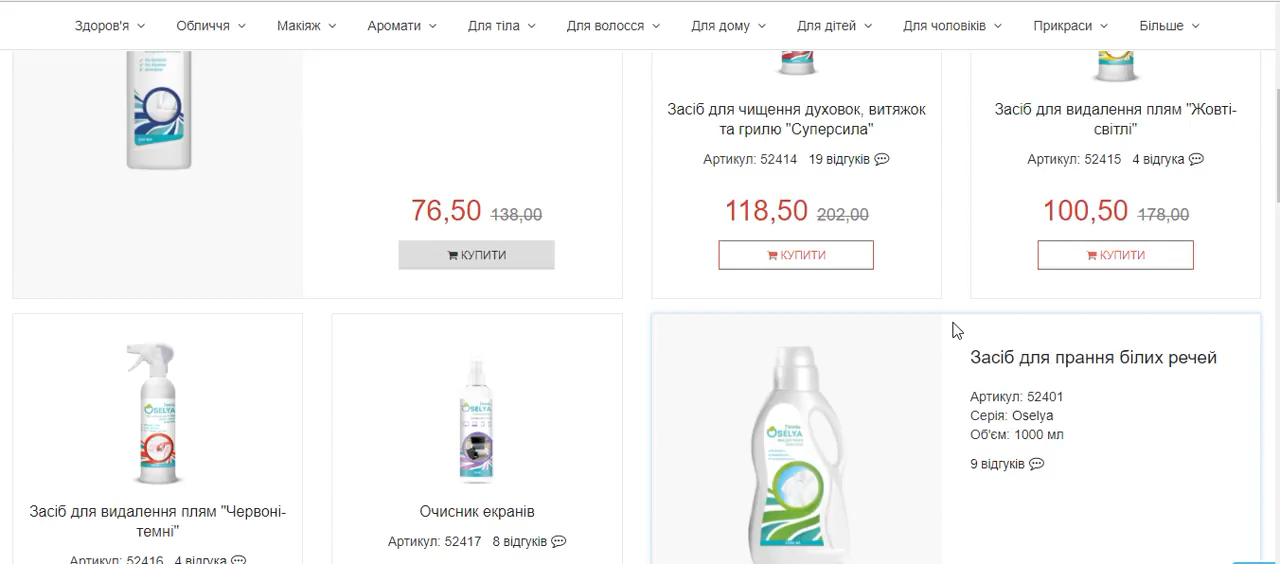 Здоров'я Обличчя Макіяж Аромати Для тіла Для волосся Для дому Для дітей Для чоловіків Прикраси Більше
76,50 138,00
КУПИТИ
Засіб для чищення духовок, витяжок
та грилю "Суперсила"
Артикул: 52414 19 відгуків
118,50 202,00
КУПИТИ
Засіб для видалення плям "Жовті-
світлі"
Артикул: 52415 4 відгука
100,50 178,00
КУПИТИ
OSELYA
Засіб для видалення плям "Червоні-
темні"
Артикул: 52416 4 відгука
OSELYA
Очисник екранів
Артикул: 52417 8 відгуків
OSELYA
Засіб для прання білих речей
Артикул: 52401
Серія: Oselya
Об'єм: 1000 мл
9 відгуків